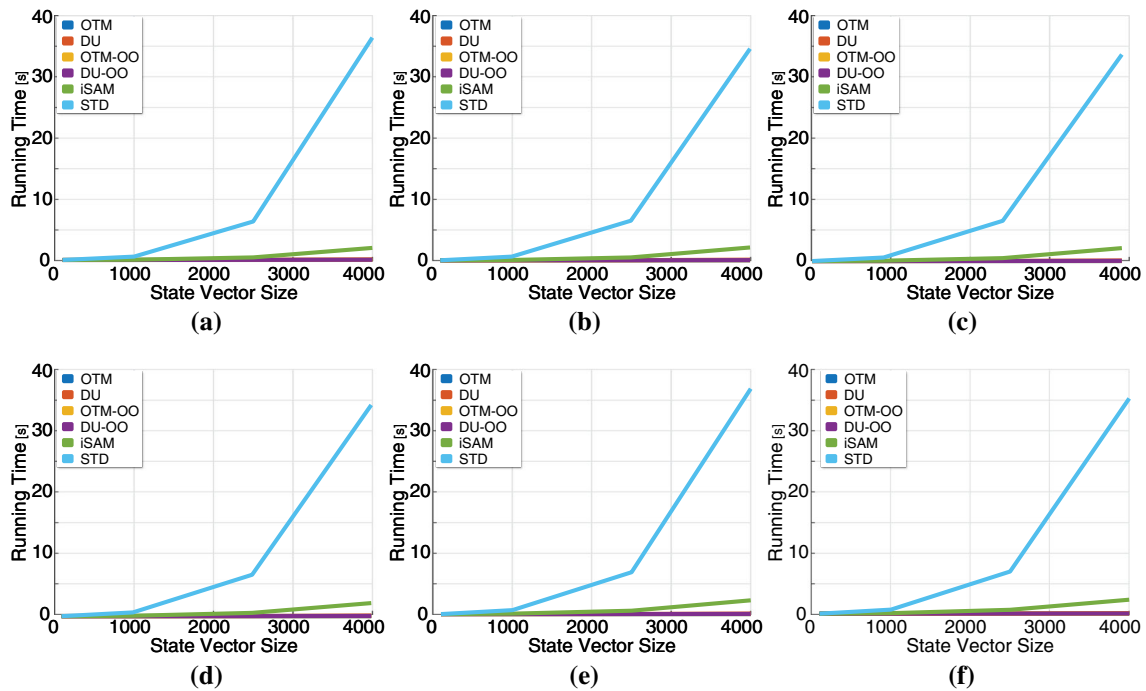 40
30
20
10
0
Running Time [s]
OTM
DU
OTM-OO
DU-OO
iSAM
STD
0 1000 2000 3000 4000
State Vector Size
(a)
40
30
20
10
0
Running Time [s]
OTM
DU
OTM-OO
DU-OO
iSAM
STD
0 1000 2000 3000 4000
State Vector Size
(b)
40
30
20
10
0
Running Time [s]
OTM
DU
OTM-OO
DU-OO
iSAM
STD
0 1000 2000 3000 4000
State Vector Size
(c)
40
30
20
10
0
Running Time [s]
OTM
DU
OTM-OO
DU-OO
iSAM
STD
0 1000 2000 3000 4000
State Vector Size
(d)
40
30
20
10
0
Running Time [s]
OTM
DU
OTM-OO
DU-OO
iSAM
STD
0 1000 2000 3000 4000
State Vector Size
(e)
40
30
20
10
0
Running Time [s]
OTM
DU
OTM-OO
DU-OO
iSAM
STD
0 1000 2000 3000 4000
State Vector Size
(f)